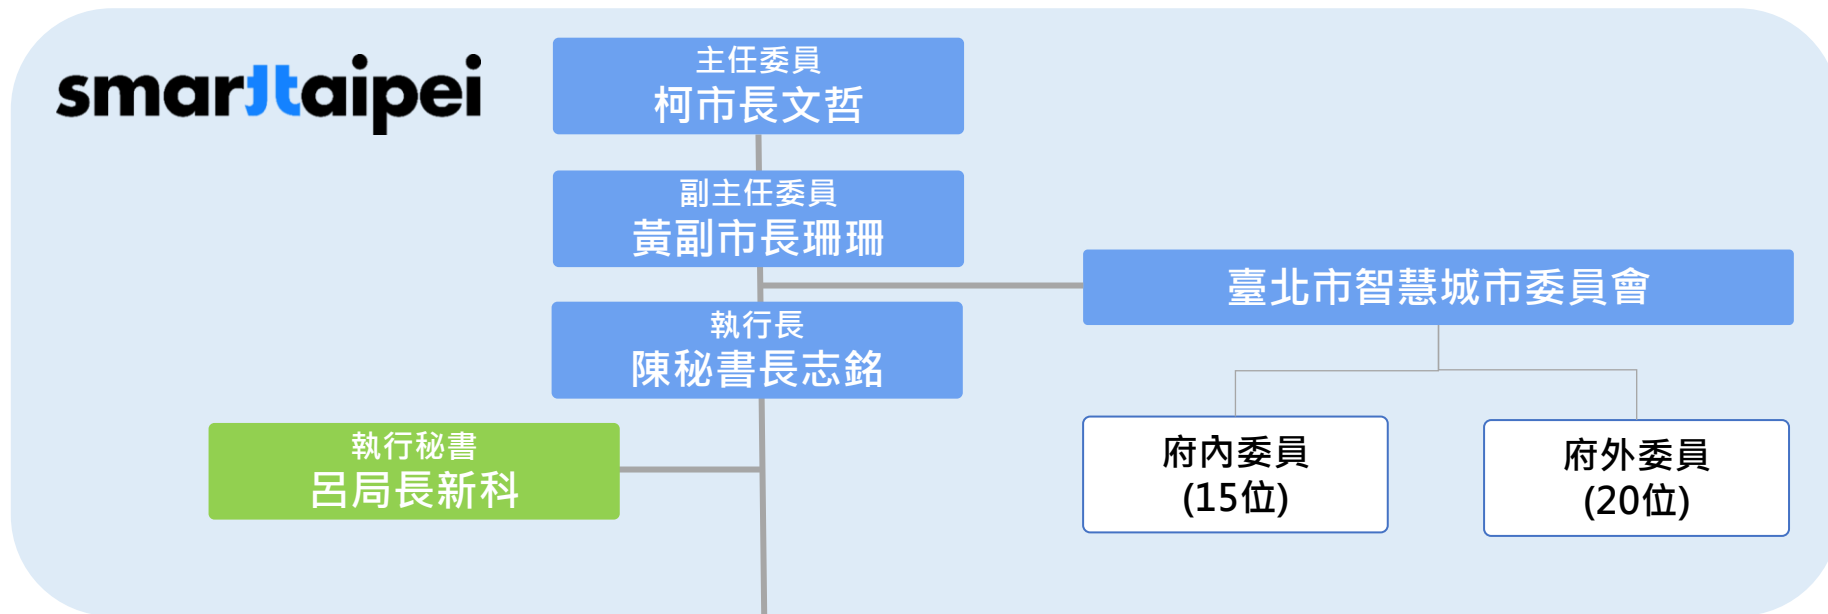 smarttaipei
主任委員
柯市長文哲
副主任委員
黃副市長珊珊
臺北市智慧城市委員會
執行長
陳秘書長志銘
執行秘書
呂局長新科
府內委員
(15位)
府外委員
(20位)